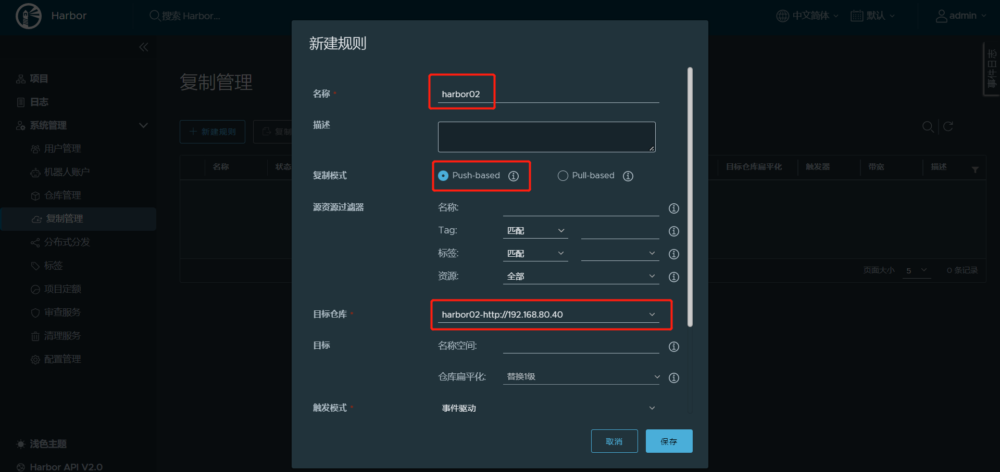 Harbor
搜索 Harbor...
中文简体
默认
admin
事件日志
项目
日志
系统管理
用户管理
机器人账户
仓库管理
复制管理
分布式分发
标签
项目定额
审查服务
清理服务
配置管理
浅色主题
Harbor API V2.0
复制管理
新建规则
复制
名称
状态
目标仓库扁平化
触发器
带宽
描述
页面大小
5
0 条记录
新建规则
名称 *
harbor02
描述
复制模式
Push-based
Pull-based
源资源过滤器
名称:
Tag:
匹配
标签:
匹配
资源:
全部
目标仓库 *
harbor02-http://192.168.80.40
目标
名称空间:
仓库扁平化:
替换1级
触发模式 *
事件驱动
取消
保存